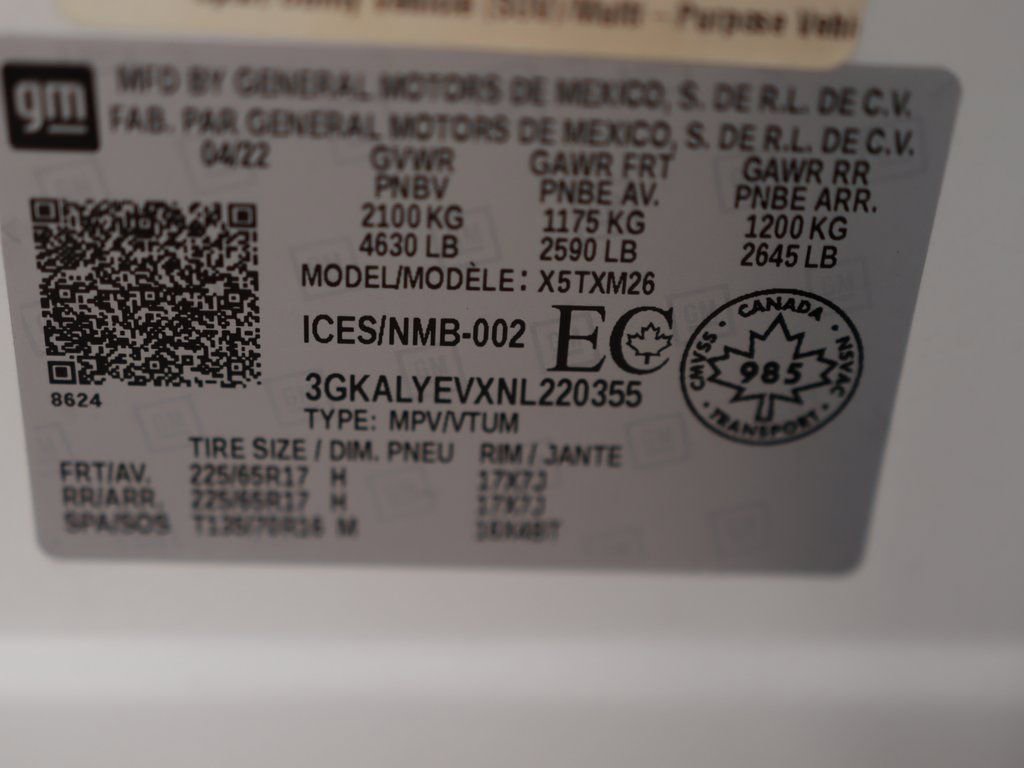 Purpose Vehi
gm
MFD BY GENERAL MOTORS DE MEXICO, S. DE R.L. DE C.V.
FAB. PAR GENERAL MOTORS DE MEXICO, S. DE R.L. DE C.V.
04/22 GVWR GAWR FRT GAWR RR
PNBV PNBE AV. PNBE ARR.
2100 KG 1175 KG 1200 KG
4630 LB 2590 LB 2645 LB
MODEL/MODÈLE: X5TXM26
ICES/NMB-002 EC
CANADA
CMVSS - NSVAC
985
TRANSPORT
8624
3GKALYEVXNL220355
TYPE: MPV/VTUM
TIRE SIZE / DIM. PNEU RIM / JANTE
FRT/AV. 225/65R17 H 17X7J
RR/ARR. 225/65R17 H 17X7J
SPA/SOS T135/70R16 M